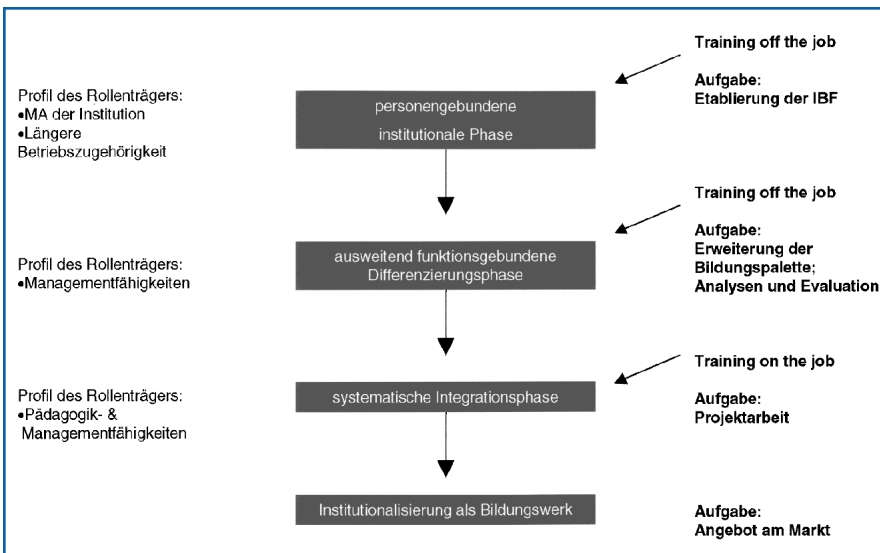 Training off the job
Aufgabe:
Etablierung der IBF
Profil des Rollenträgers:
•MA der Institution
•Längere
Betriebszugehörigkeit
personengebundene
institutionale Phase
Training off the job
Aufgabe:
Erweiterung der
Bildungspalette;
Analysen und Evaluation
Profil des Rollenträgers:
•Managementfähigkeiten
ausweitend funktionsgebundene
Differenzierungsphase
Training on the job
Aufgabe:
Projektarbeit
Profil des Rollenträgers:
•Pädagogik- &
Managementfähigkeiten
systematische Integrationsphase
Institutionalisierung als Bildungswerk
Aufgabe:
Angebot am Markt